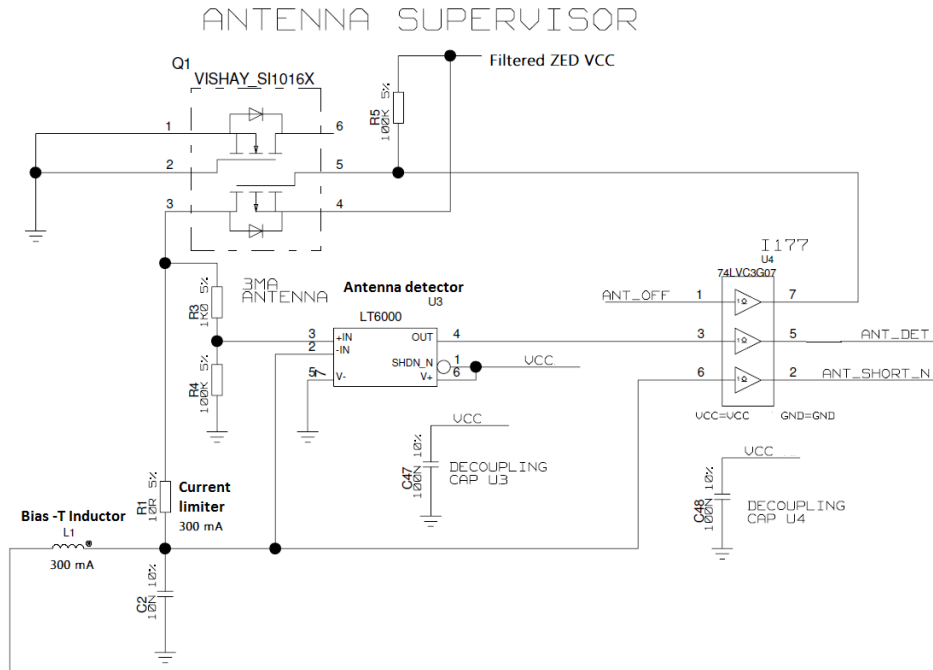 ANTENNA SUPERVISOR
Filtered ZED VCC
Q1
VISHAY_SI1016X
1
6
2
5
3
4
R5
100K 5%
I177
U4
74LVC3G07
ANT_OFF
1
1Ω
7
3
1Ω
5
ANT_DET
6
1Ω
2
ANT_SHORT_N
VCC=VCC
GND=GND
R3
1K0 5%
3MA
ANTENNA
Antenna detector
U3
LT6000
3
+IN
OUT
4
2
-IN
SHDN_N
1
VCC
7
5
V-
V+
6
R4
100K 5%
VCC
C47
100N 10%
DECOUPLING
CAP U3
VCC
C48
100N 10%
DECOUPLING
CAP U4
R1
10R 5%
Current
limiter
300 mA
Bias -T Inductor
L1
300 mA
C2
10N 10%